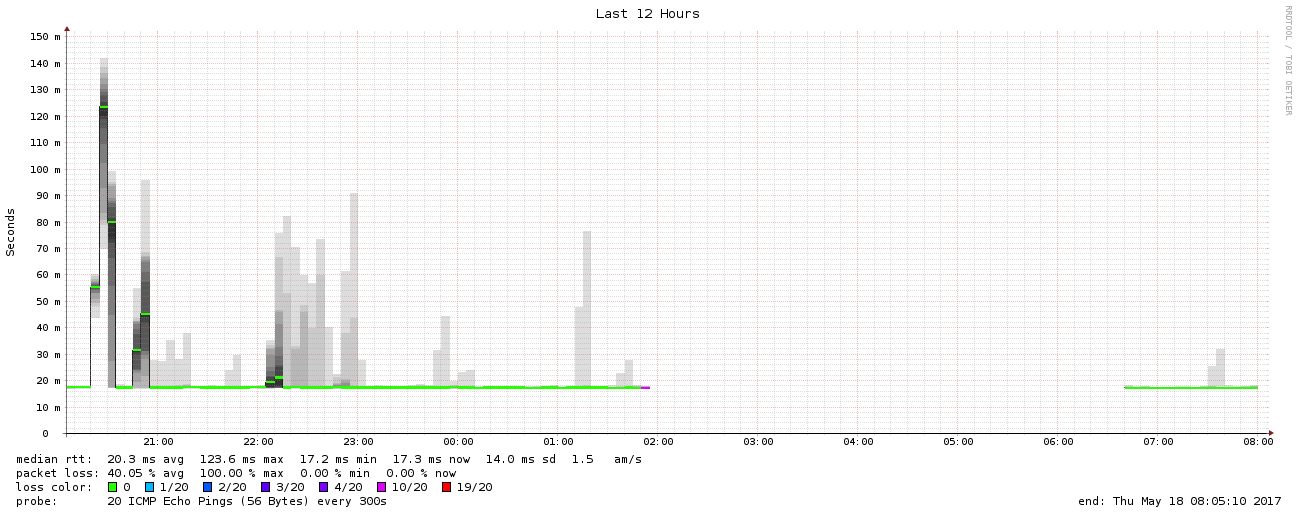 Last 12 Hours
RRDTOOL / TOBI OETIKER
Seconds
150 m
140 m
130 m
120 m
110 m
100 m
90 m
80 m
70 m
60 m
50 m
40 m
30 m
20 m
10 m
0
21:00 22:00 23:00 00:00 01:00 02:00 03:00 04:00 05:00 06:00 07:00 08:00
median rtt: 20.3 ms avg 123.6 ms max 17.2 ms min 17.3 ms now 14.0 ms sd 1.5 am/s
packet loss: 40.05 % avg 100.00 % max 0.00 % min 0.00 % now
loss color: 0 1/20 2/20 3/20 4/20 10/20 19/20
probe: 20 ICMP Echo Pings (56 Bytes) every 300s end: Thu May 18 08:05:10 2017